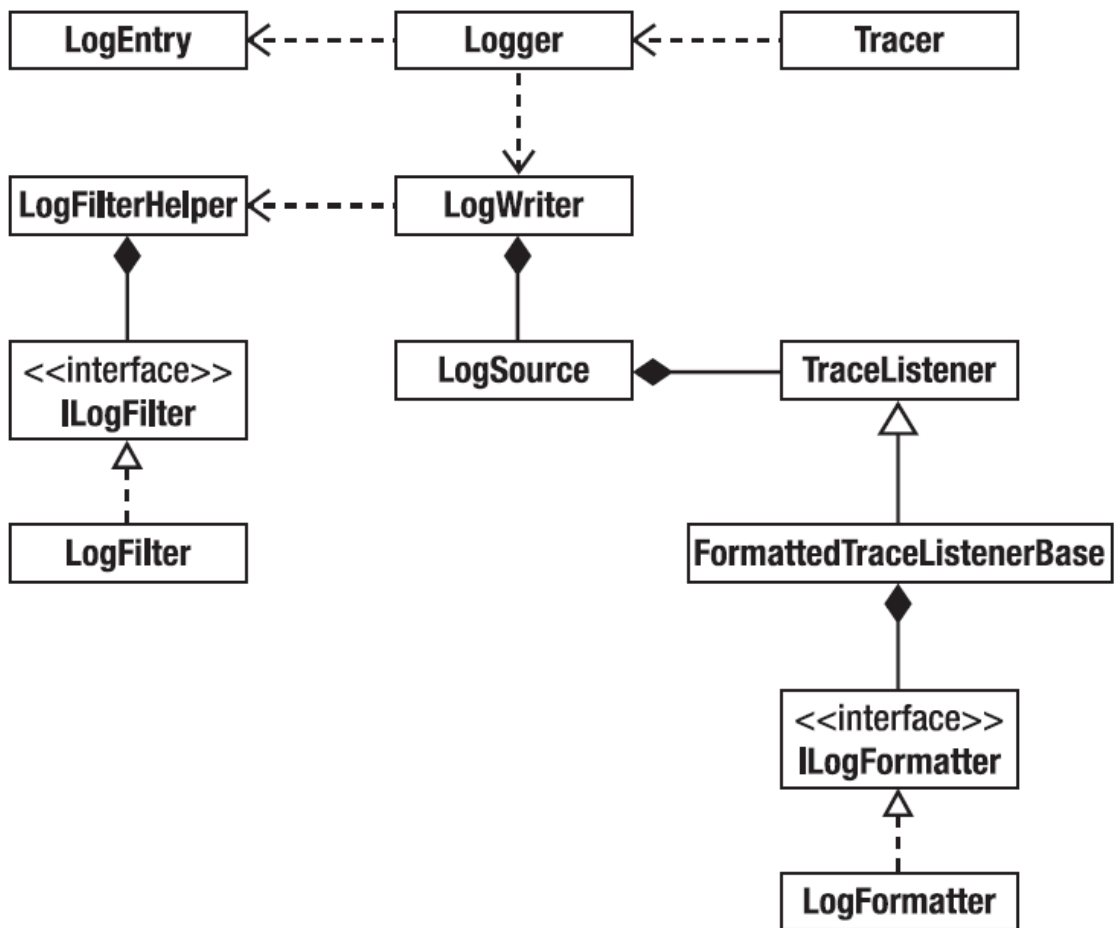 LogEntry
Logger
Tracer
LogFilterHelper
LogWriter
<<interface>>
ILogFilter
LogSource
TraceListener
LogFilter
FormattedTraceListenerBase
<<interface>>
ILogFormatter
LogFormatter